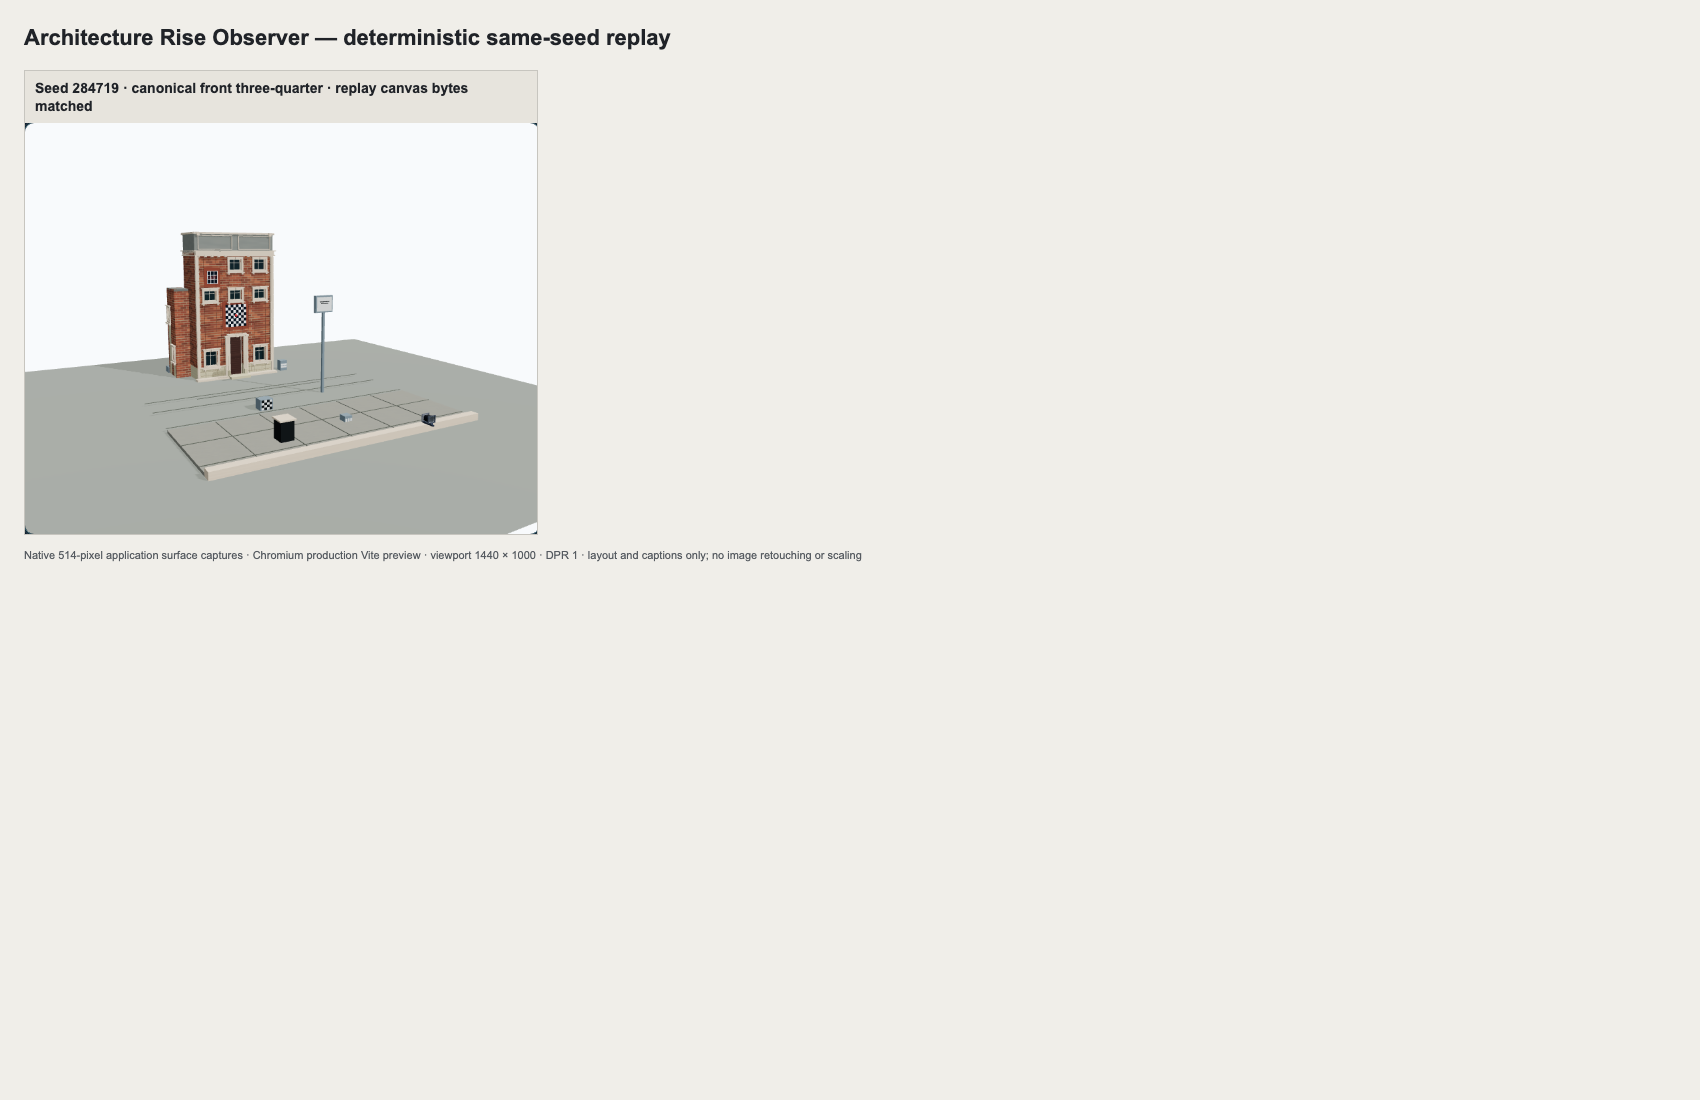 Architecture Rise Observer — deterministic same-seed replay
Seed 284719 · canonical front three-quarter · replay canvas bytes
matched
Native 514-pixel application surface captures · Chromium production Vite preview · viewport 1440 × 1000 · DPR 1 · layout and captions only; no image retouching or scaling